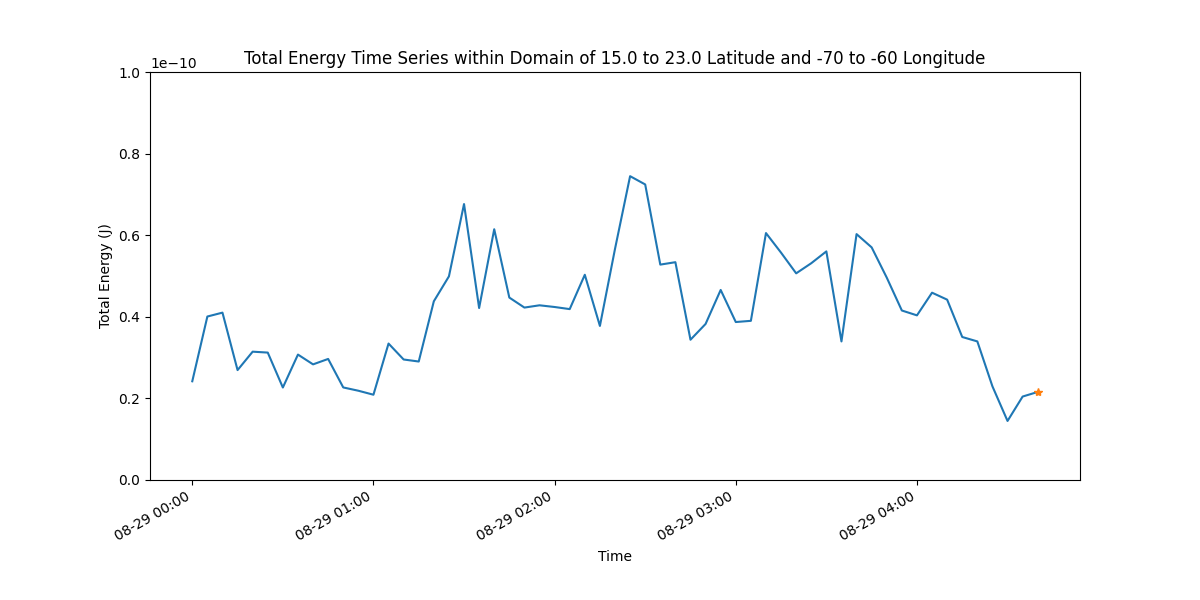 Total Energy Time Series within Domain of 15.0 to 23.0 Latitude and -70 to -60 Longitude
1e−10
1.0
0.8
0.6
0.4
0.2
0.0
Total Energy (J)
08-29 00:00
08-29 01:00
08-29 02:00
08-29 03:00
08-29 04:00
Time